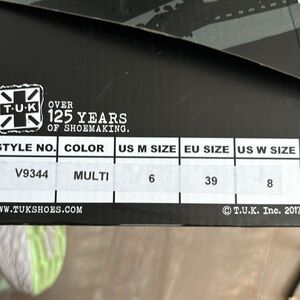 T·U·K
OVER
125 YEARS
OF SHOEMAKING.
STYLE NO. COLOR US M SIZE EU SIZE US W SIZE
V9344 MULTI 6 39 8
WWW.TUKSHOES.COM © T.U.K. Inc. 2017